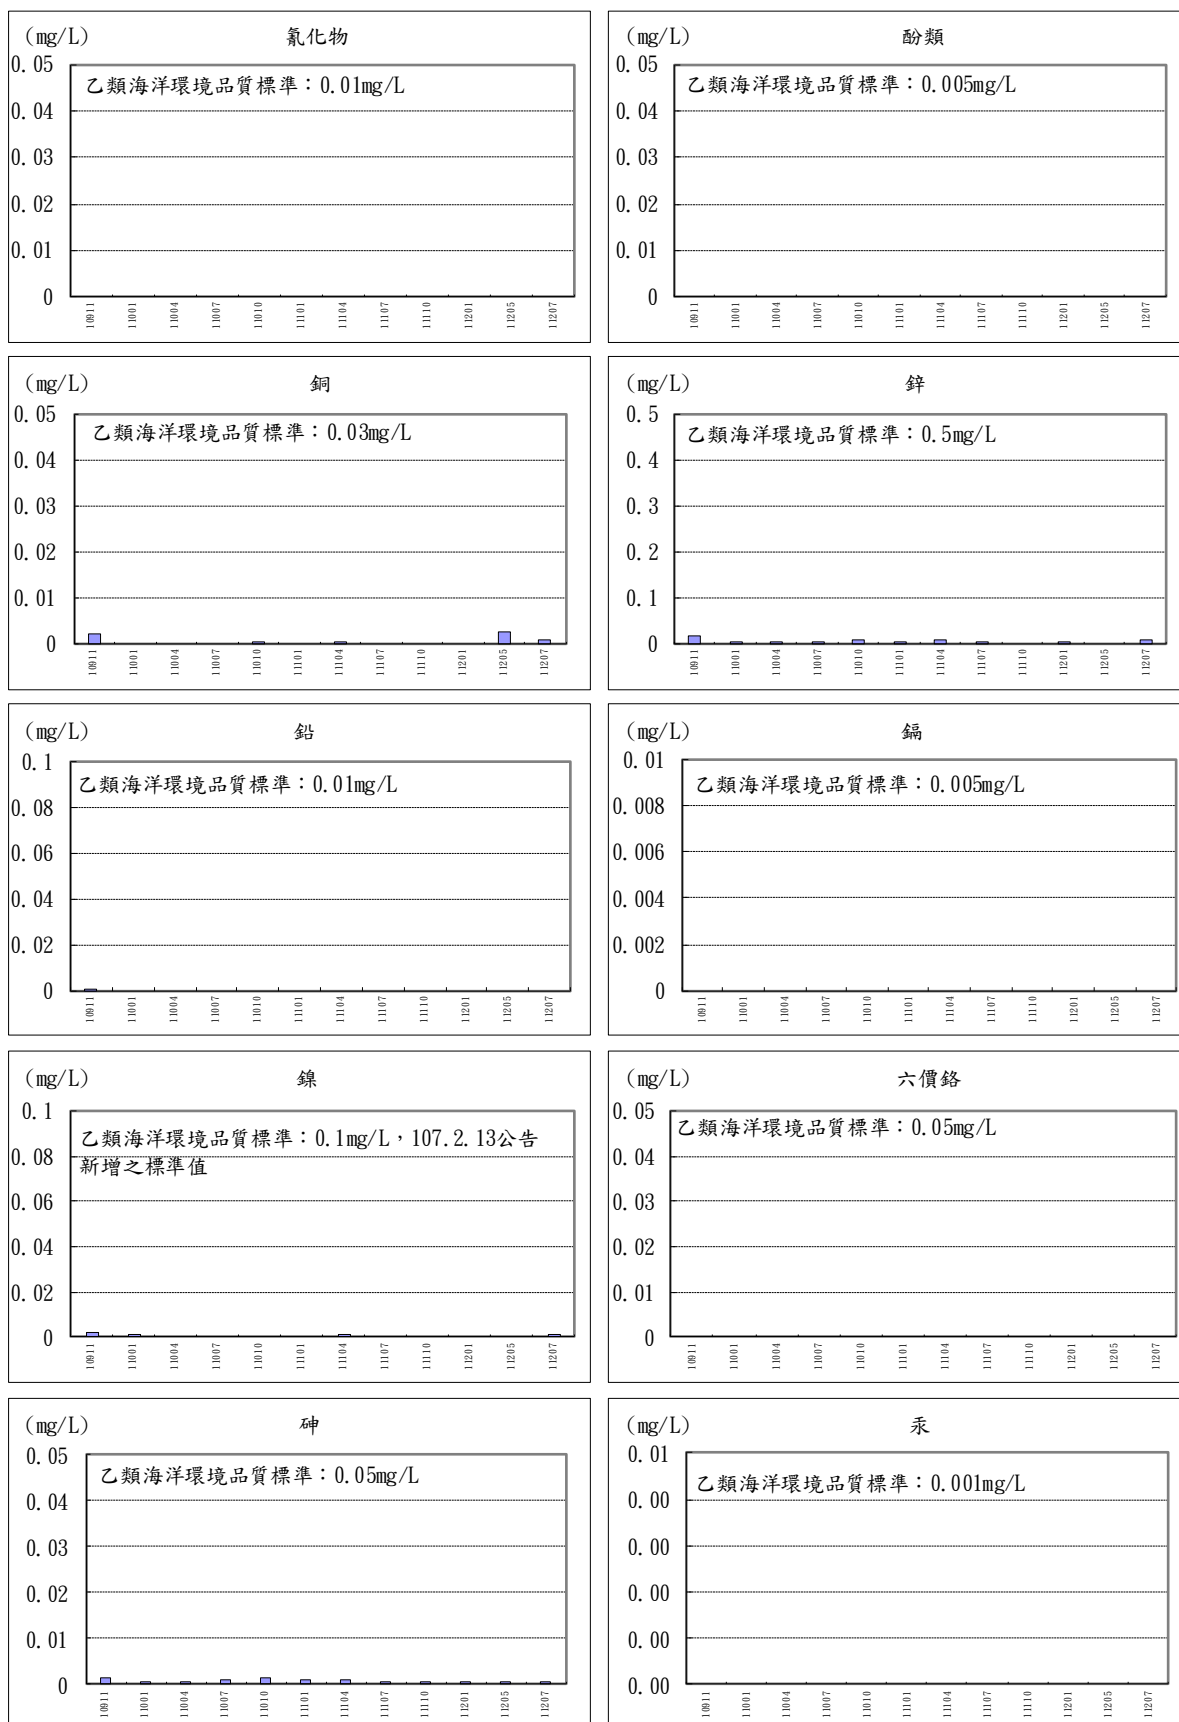 (mg/L) 氰化物
乙類海洋環境品質標準：0.01mg/L
0.05
0.04
0.03
0.02
0.01
0
10911 11001 11004 11007 11010 11101 11104 11107 11110 11201 11205 11207
(mg/L) 酚類
乙類海洋環境品質標準：0.005mg/L
0.05
0.04
0.03
0.02
0.01
0
10911 11001 11004 11007 11010 11101 11104 11107 11110 11201 11205 11207
(mg/L) 銅
乙類海洋環境品質標準：0.03mg/L
0.05
0.04
0.03
0.02
0.01
0
10911 11001 11004 11007 11010 11101 11104 11107 11110 11201 11205 11207
(mg/L) 鋅
乙類海洋環境品質標準：0.5mg/L
0.5
0.4
0.3
0.2
0.1
0
10911 11001 11004 11007 11010 11101 11104 11107 11110 11201 11205 11207
(mg/L) 鉛
乙類海洋環境品質標準：0.01mg/L
0.1
0.08
0.06
0.04
0.02
0
10911 11001 11004 11007 11010 11101 11104 11107 11110 11201 11205 11207
(mg/L) 鎘
乙類海洋環境品質標準：0.005mg/L
0.01
0.008
0.006
0.004
0.002
0
10911 11001 11004 11007 11010 11101 11104 11107 11110 11201 11205 11207
(mg/L) 鎳
乙類海洋環境品質標準：0.1mg/L，107.2.13公告
新增之標準值
0.1
0.08
0.06
0.04
0.02
0
10911 11001 11004 11007 11010 11101 11104 11107 11110 11201 11205 11207
(mg/L) 六價鉻
乙類海洋環境品質標準：0.05mg/L
0.05
0.04
0.03
0.02
0.01
0
10911 11001 11004 11007 11010 11101 11104 11107 11110 11201 11205 11207
(mg/L) 砷
乙類海洋環境品質標準：0.05mg/L
0.05
0.04
0.03
0.02
0.01
0
10911 11001 11004 11007 11010 11101 11104 11107 11110 11201 11205 11207
(mg/L) 汞
乙類海洋環境品質標準：0.001mg/L
0.01
0.00
0.00
0.00
0.00
0.00
10911 11001 11004 11007 11010 11101 11104 11107 11110 11201 11205 11207